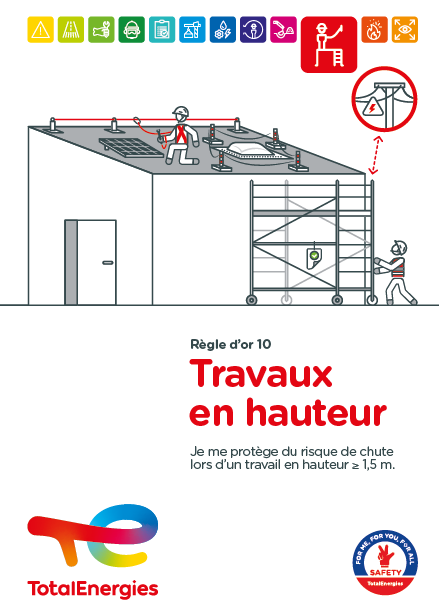 Règle d'or 10
Travaux
en hauteur
Je me protège du risque de chute
lors d'un travail en hauteur ≥ 1,5 m.
TotalEnergies
FOR ME, FOR YOU, FOR ALL
SAFETY
TotalEnergies